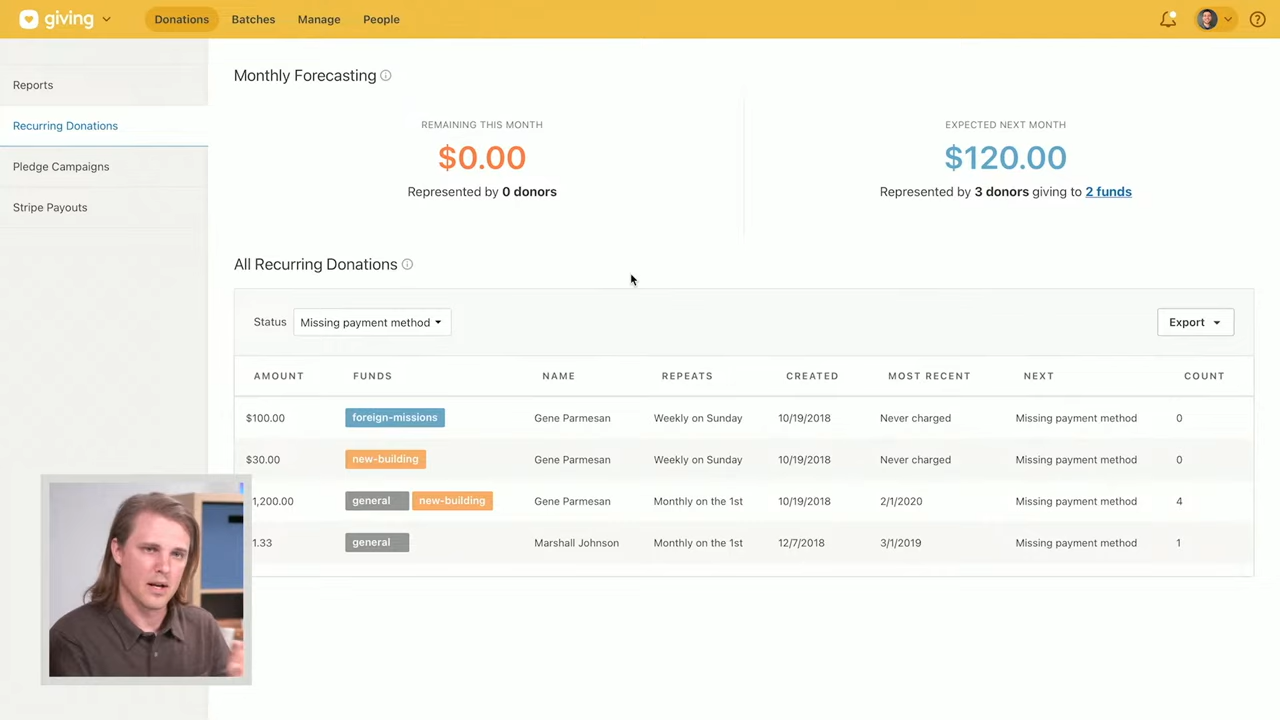 giving Donations Batches Manage People
Reports
Recurring Donations
Pledge Campaigns
Stripe Payouts
Monthly Forecasting
REMAINING THIS MONTH
$0.00
Represented by 0 donors
EXPECTED NEXT MONTH
$120.00
Represented by 3 donors giving to 2 funds
All Recurring Donations
Status Missing payment method Export
AMOUNT FUNDS NAME REPEATS CREATED MOST RECENT NEXT COUNT
$100.00 foreign-missions Gene Parmesan Weekly on Sunday 10/19/2018 Never charged Missing payment method 0
$30.00 new-building Gene Parmesan Weekly on Sunday 10/19/2018 Never charged Missing payment method 0
1,200.00 general new-building Gene Parmesan Monthly on the 1st 10/19/2018 2/1/2020 Missing payment method 4
1.33 general Marshall Johnson Monthly on the 1st 12/7/2018 3/1/2019 Missing payment method 1